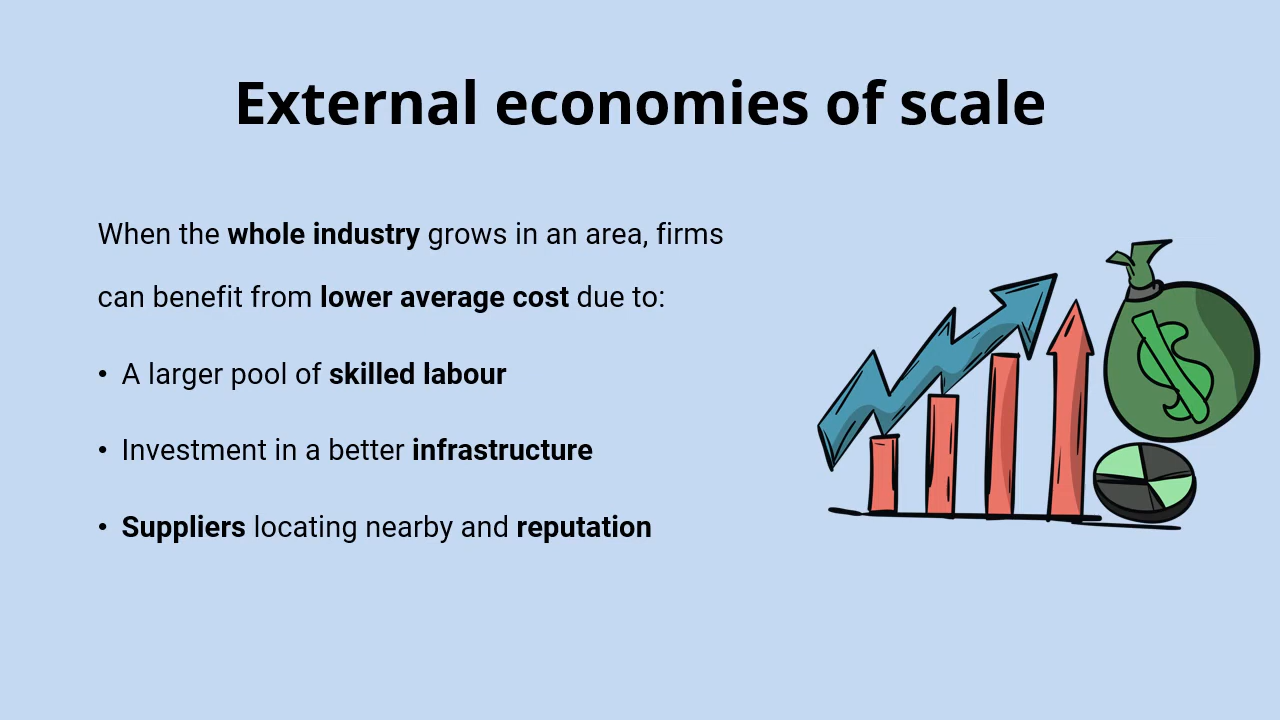 External economies of scale
When the whole industry grows in an area, firms
can benefit from lower average cost due to:
• A larger pool of skilled labour
• Investment in a better infrastructure
• Suppliers locating nearby and reputation